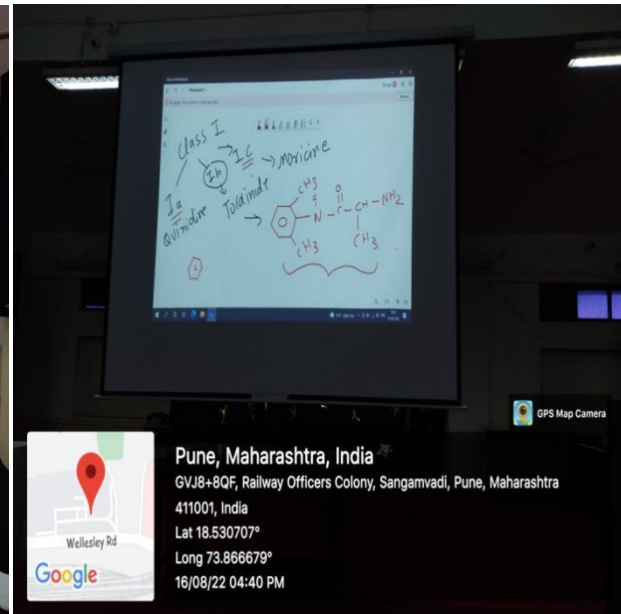 Class I
Ia
Quinidine
Ib
Tocainide
IC → moricine
CH3
H
N - C - CH - NH2
O
CH3
CH3
GPS Map Camera
Wellesley Rd
Google
Pune, Maharashtra, India
GVJ8+8QF, Railway Officers Colony, Sangamvadi, Pune, Maharashtra
411001, India
Lat 18.530707°
Long 73.866679°
16/08/22 04:40 PM